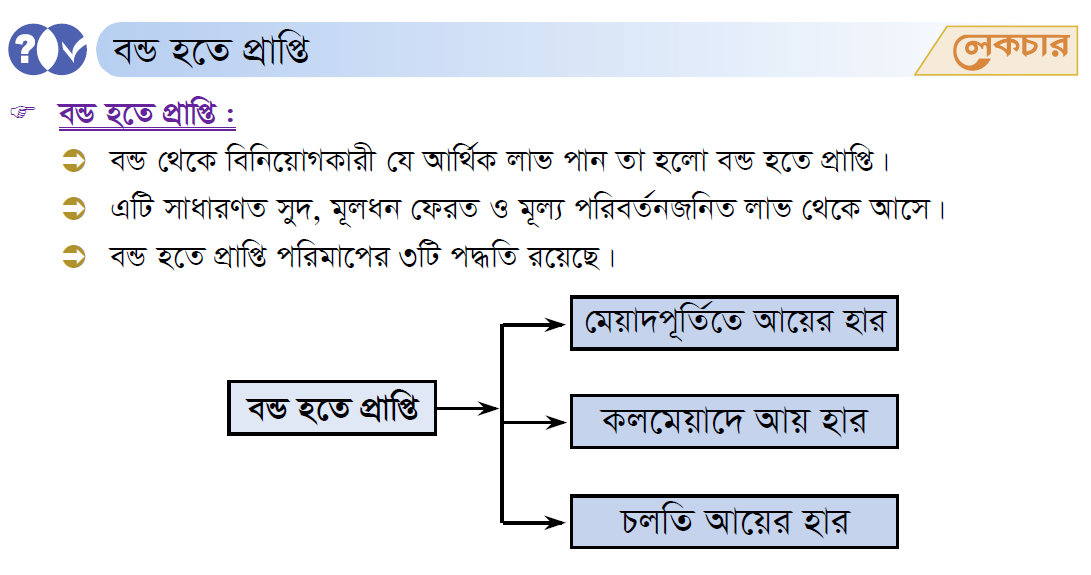 বন্ড হতে প্রাপ্তি
লেকচার
বন্ড হতে প্রাপ্তি :
বন্ড থেকে বিনিয়োগকারী যে আর্থিক লাভ পান তা হলো বন্ড হতে প্রাপ্তি।
এটি সাধারণত সুদ, মূলধন ফেরত ও মূল্য পরিবর্তনজনিত লাভ থেকে আসে।
বন্ড হতে প্রাপ্তি পরিমাপের ৩টি পদ্ধতি রয়েছে।
মেয়াদপূর্তিতে আয়ের হার
বন্ড হতে প্রাপ্তি
কলমেয়াদে আয় হার
চলতি আয়ের হার